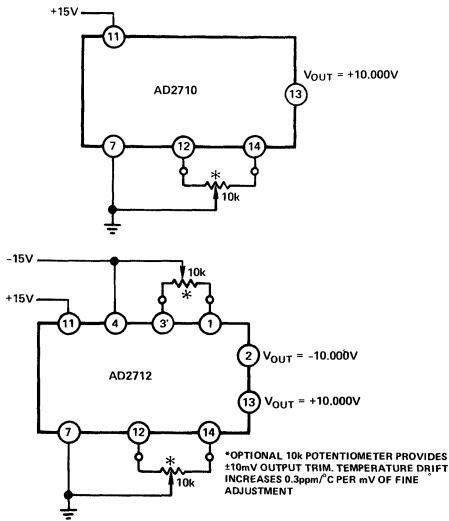 +15V
11
AD2710
VOUT = +10.000V
13
7
12
14
*
10k
-15V
10k
*
+15V
11
4
3'
1
2
VOUT = -10.000V
AD2712
13
VOUT = +10.000V
7
12
14
*
10k
*OPTIONAL 10k POTENTIOMETER PROVIDES
±10mV OUTPUT TRIM. TEMPERATURE DRIFT
INCREASES 0.3ppm/°C PER mV OF FINE
ADJUSTMENT